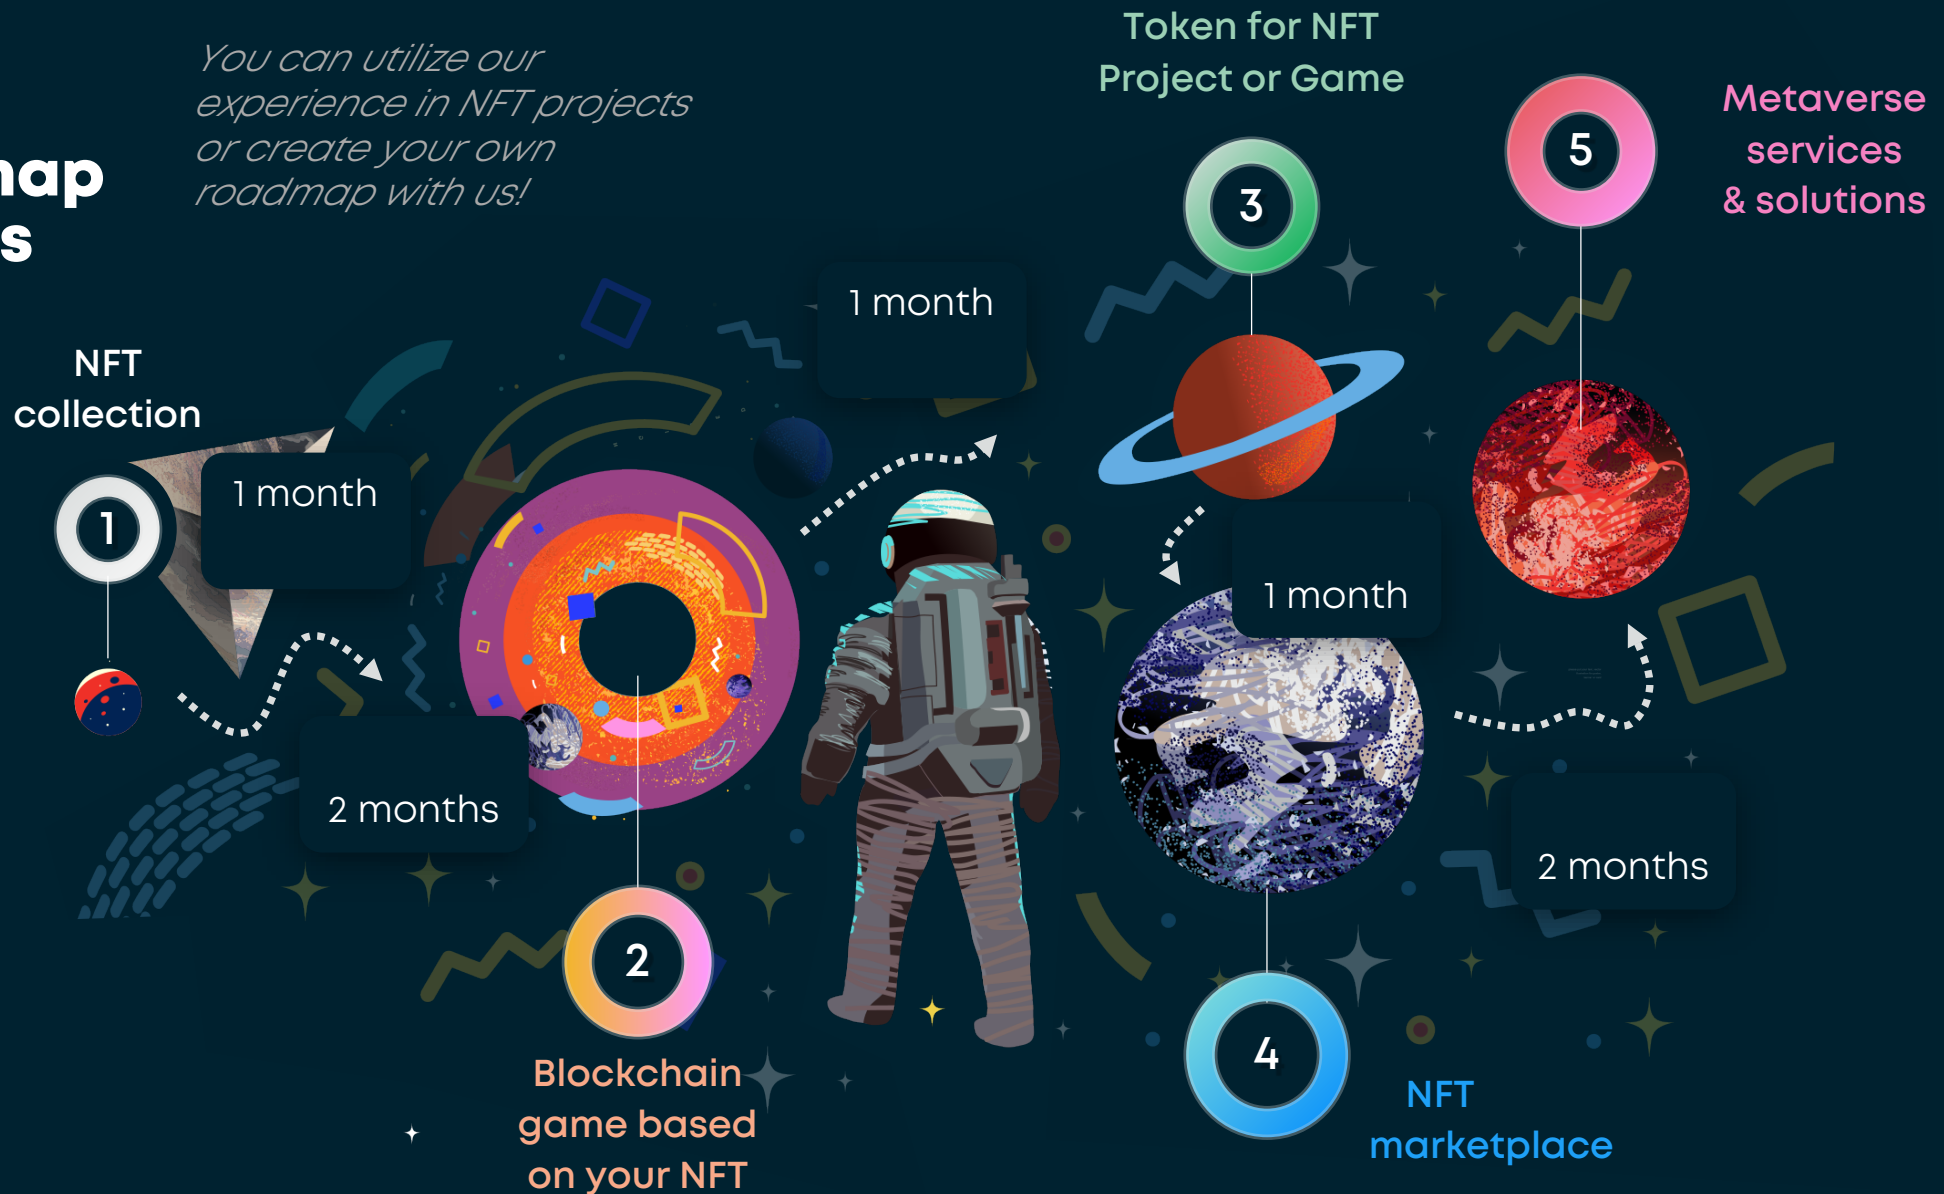 map
s
You can utilize our
experience in NFT projects
or create your own
roadmap with us!
NFT
collection
1
1 month
2 months
2
Blockchain
game based
on your NFT
1 month
Token for NFT
Project or Game
3
1 month
4
NFT
marketplace
2 months
5
Metaverse
services
& solutions